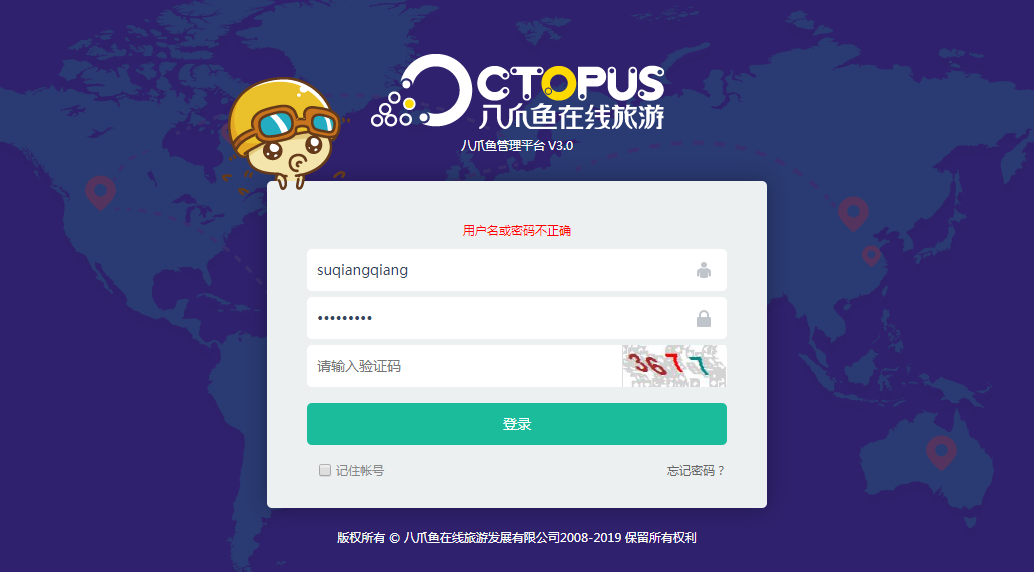 OCTOPUS
八爪鱼在线旅游
八爪鱼管理平台 V3.0
用户名或密码不正确
suqiangqiang
•••••••••
请输入验证码
3677
登录
记住帐号
忘记密码？
版权所有 © 八爪鱼在线旅游发展有限公司2008-2019 保留所有权利